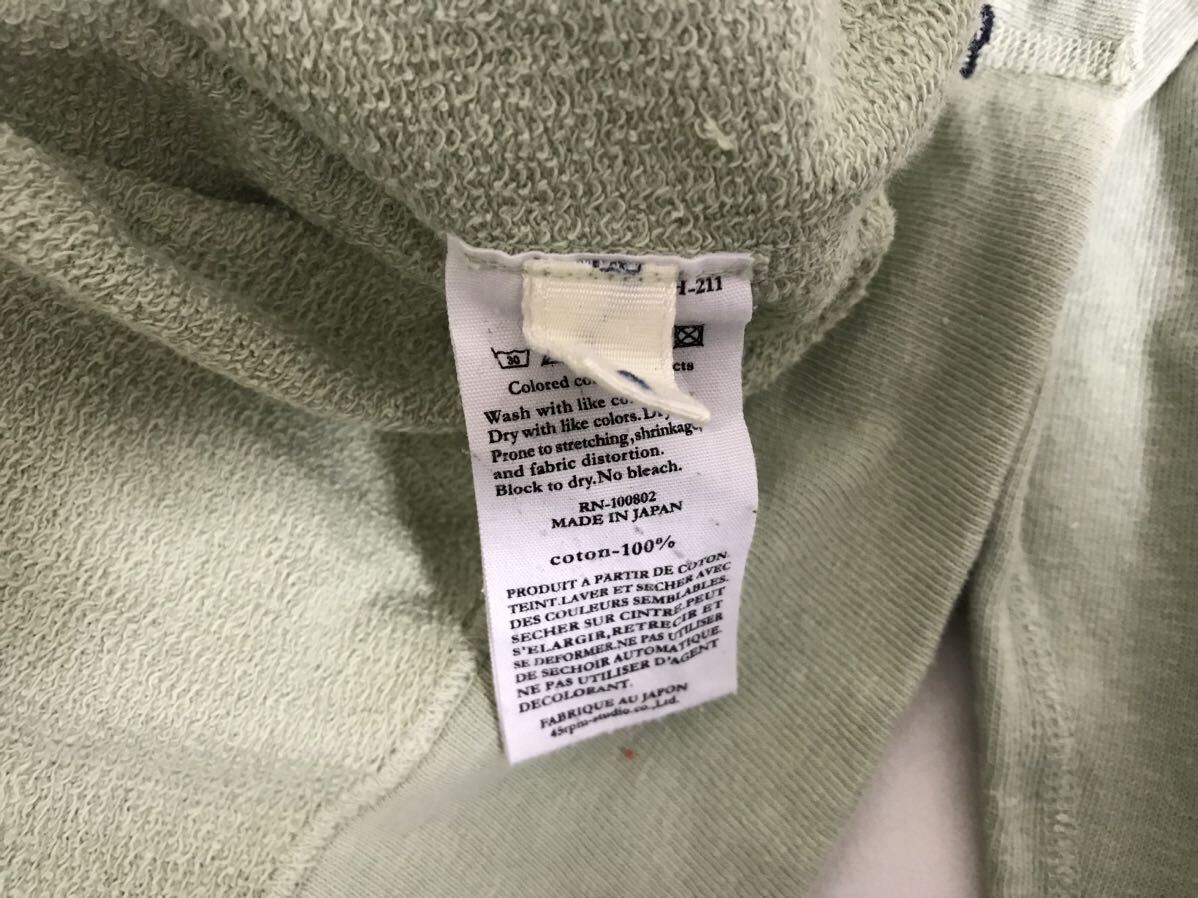 -211
30
Colored
Wash with like
Dry with like colors.
Prone to stretching,shrinkage,
and fabric distortion.
Block to dry.No bleach.
RN-100802
MADE IN JAPAN
coton-100%
PRODUIT A PARTIR DE COTON
TEINT.LAVER ET SECHER AVEC
DES COULEURS SEMBLABLES.
SECHER SUR CINTRE.PEUT
S'ELARGIR,RETRECIR ET
SE DEFORMER.NE PAS UTILISER
DE SECHOIR AUTOMATIQUE.
NE PAS UTILISER D'AGENT
DECOLORANT.
FABRIQUE AU JAPON
45rpm-studio co.,Ltd.